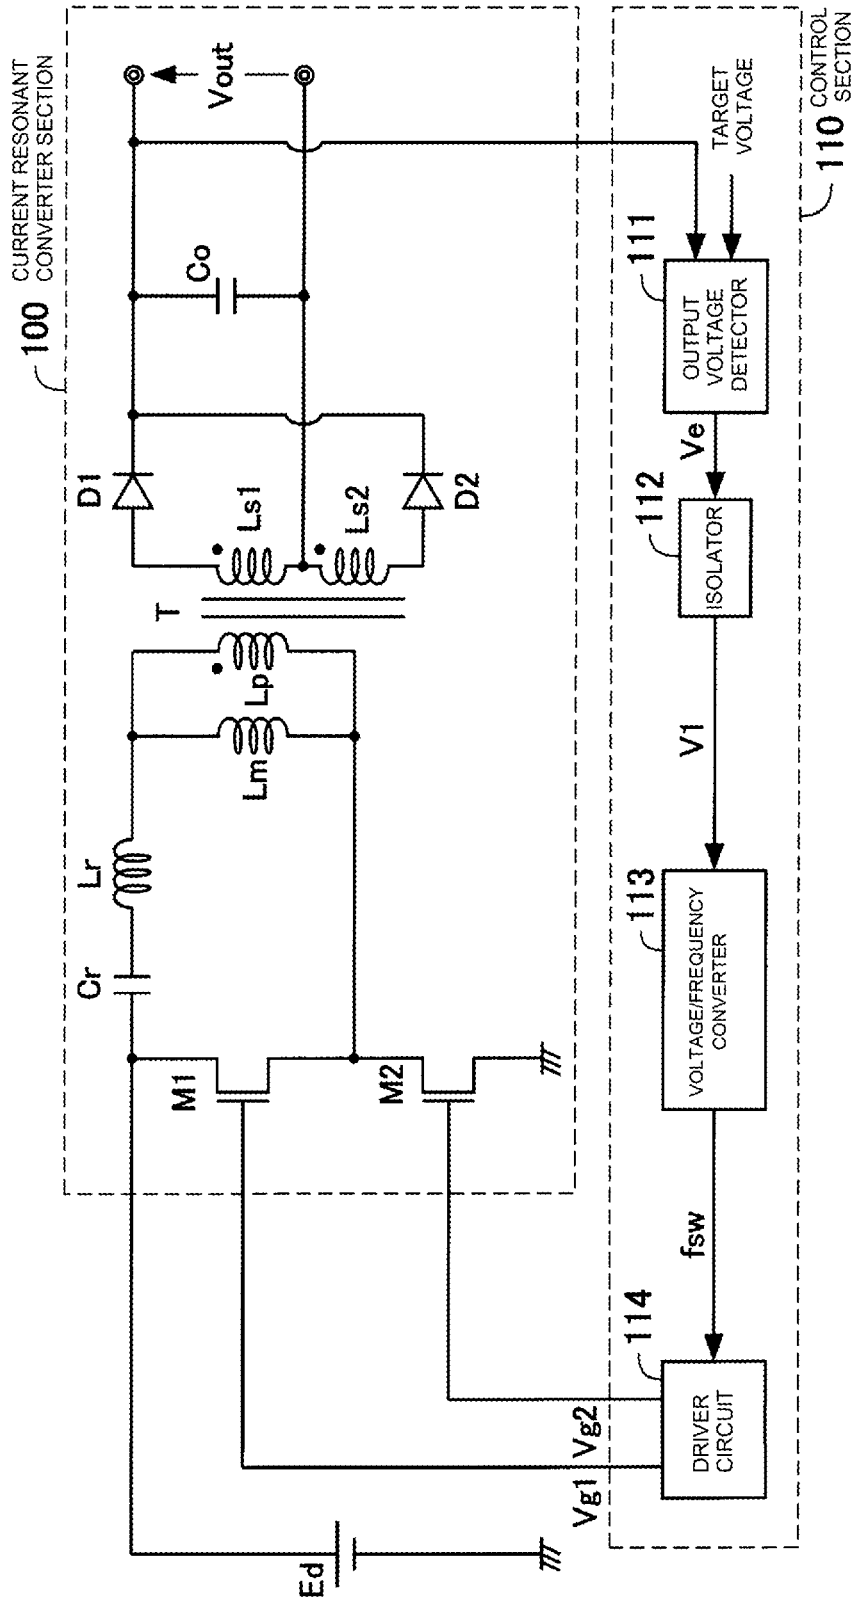 100
CURRENT RESONANT
CONVERTER SECTION
Ed
Cr
Lr
M1
M2
Lm
Lp
T
Ls1
Ls2
D1
D2
Co
Vout
110
CONTROL
SECTION
Vg1
Vg2
114
DRIVER
CIRCUIT
fsw
113
VOLTAGE/FREQUENCY
CONVERTER
V1
112
ISOLATOR
Ve
111
OUTPUT
VOLTAGE
DETECTOR
TARGET
VOLTAGE